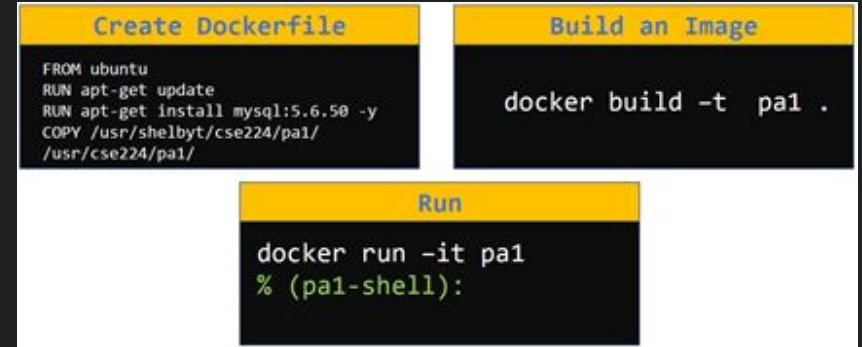 Create Dockerfile
FROM ubuntu
RUN apt-get update
RUN apt-get install mysql:5.6.50 -y
COPY /usr/shelbyt/cse224/pa1/
/usr/cse224/pa1/
Build an Image
docker build –t  pa1 .
Run
docker run –it pa1
% (pa1-shell):